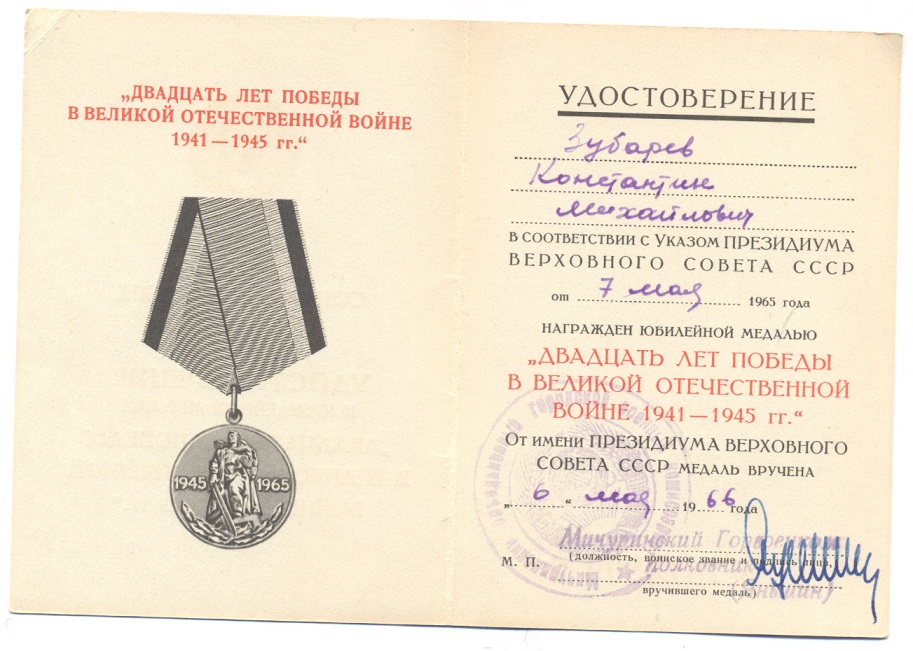 „ДВАДЦАТЬ ЛЕТ ПОБЕДЫ
В ВЕЛИКОЙ ОТЕЧЕСТВЕННОЙ ВОЙНЕ
1941 — 1945 гг.“
1945 1965
УДОСТОВЕРЕНИЕ
Зубарев
Константин
Михайлович
В СООТВЕТСТВИИ С УКАЗОМ ПРЕЗИДИУМА
ВЕРХОВНОГО СОВЕТА СССР
от 7 мая 1965 года
НАГРАЖДЕН ЮБИЛЕЙНОЙ МЕДАЛЬЮ
„ДВАДЦАТЬ ЛЕТ ПОБЕДЫ
В ВЕЛИКОЙ ОТЕЧЕСТВЕННОЙ
ВОЙНЕ 1941 — 1945 гг.“
ОТ ИМЕНИ ПРЕЗИДИУМА ВЕРХОВНОГО
СОВЕТА СССР МЕДАЛЬ ВРУЧЕНА
„ 6 “ мая 1966 года
Мичуринский Горвоенком
М. П. (должность, воинское звание и подпись лица,
полковник
вручившего медаль)